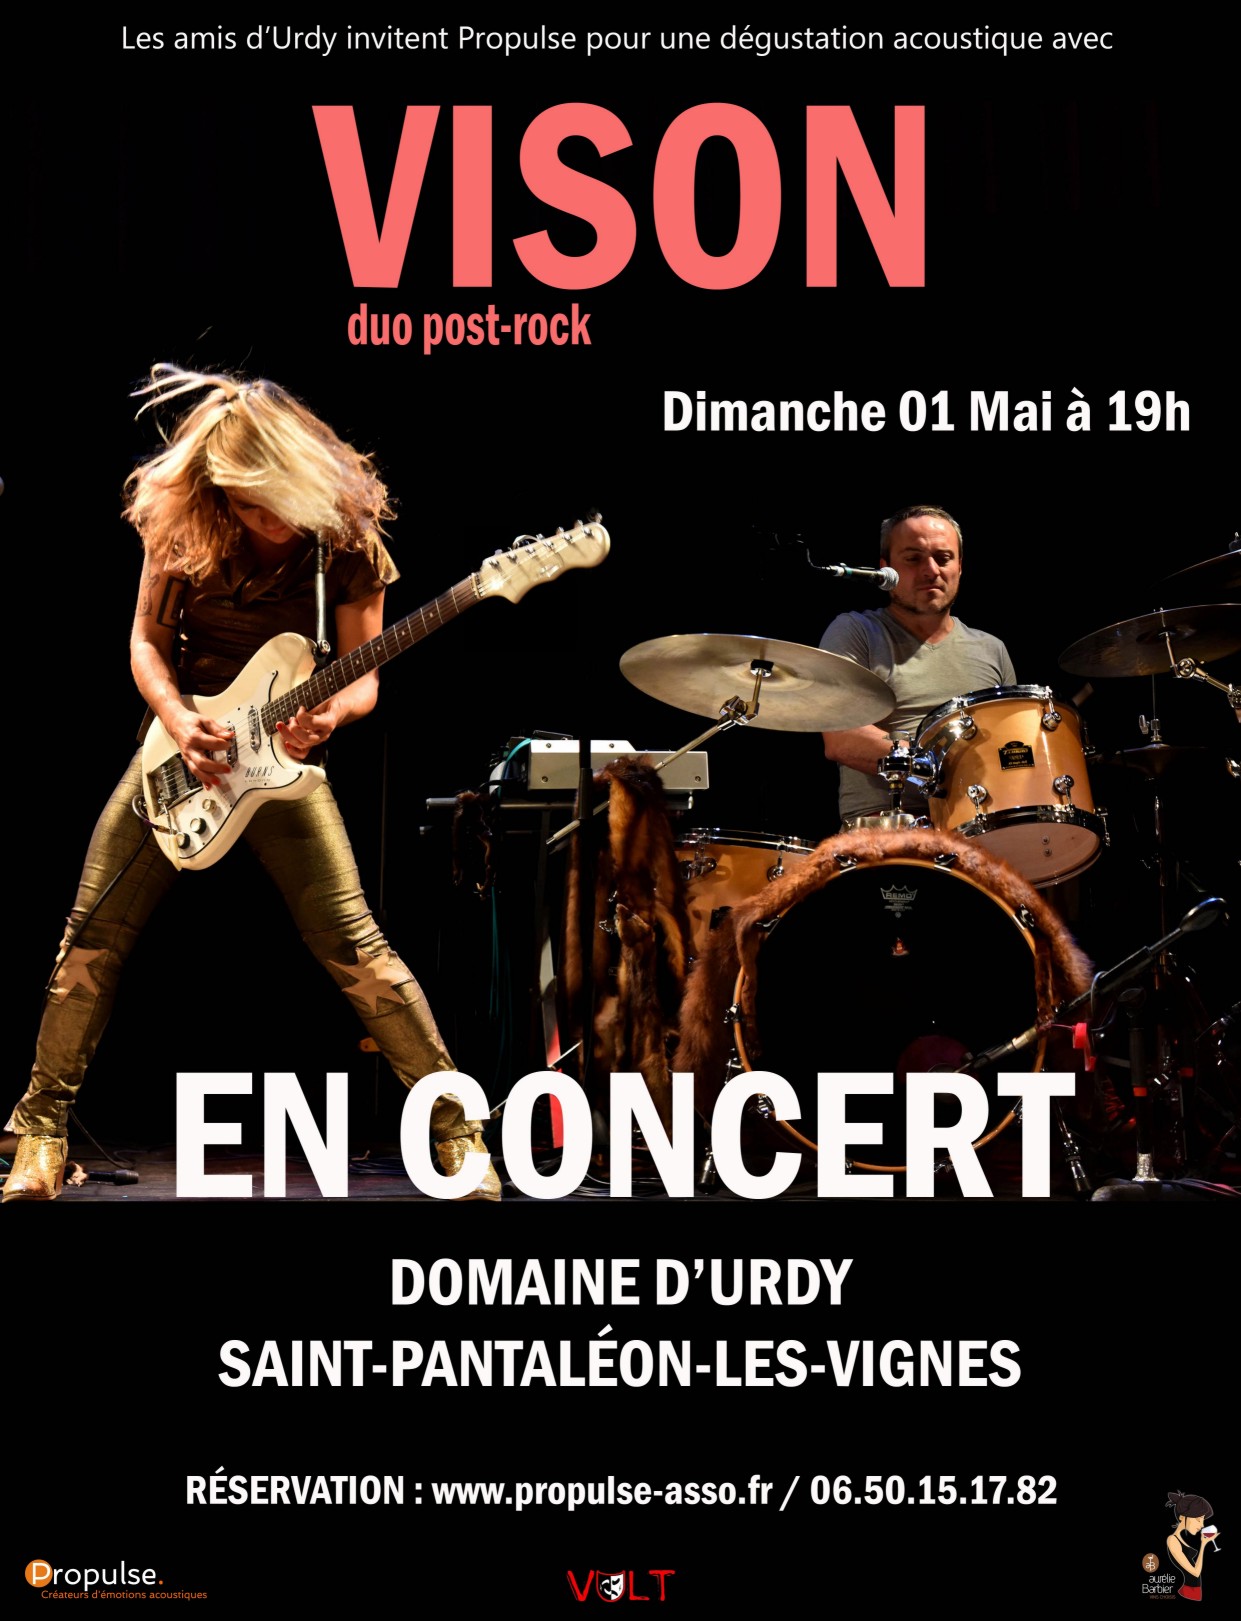 Les amis d'Urdy invitent Propulse pour une dégustation acoustique avec
VISON
duo post-rock
Dimanche 01 Mai à 19h
BURNS
REMO
EN CONCERT
DOMAINE D'URDY
SAINT-PANTALÉON-LES-VIGNES
RÉSERVATION : www.propulse-asso.fr / 06.50.15.17.82
Propulse.
Créateurs d'émotions acoustiques
VOLT
aurélie
Barbier